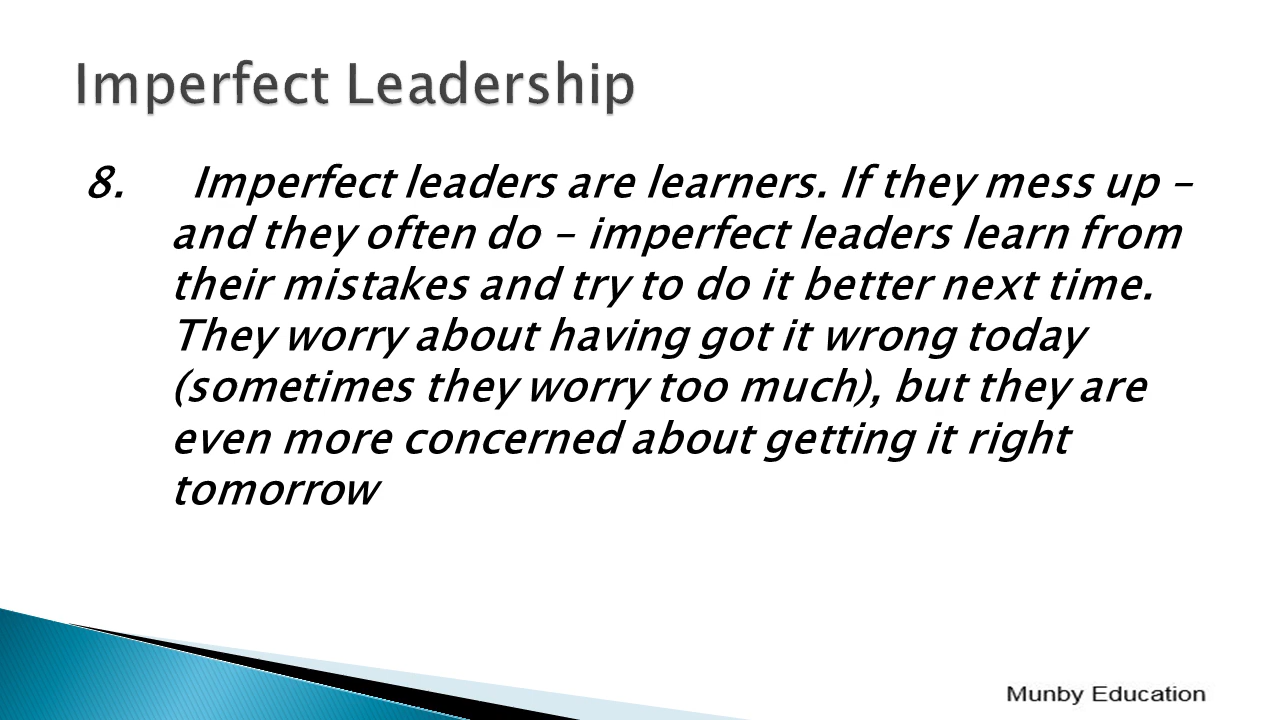 Imperfect Leadership
8. Imperfect leaders are learners. If they mess up –
and they often do – imperfect leaders learn from
their mistakes and try to do it better next time.
They worry about having got it wrong today
(sometimes they worry too much), but they are
even more concerned about getting it right
tomorrow
Munby Education